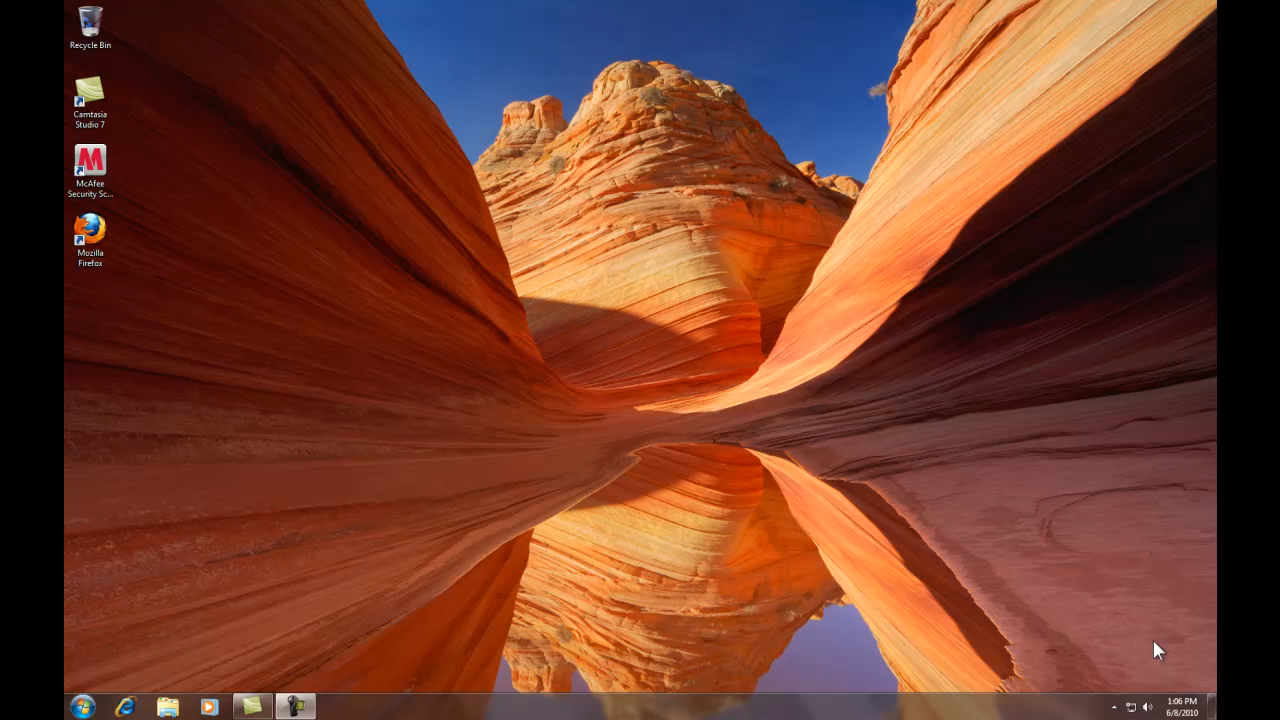 Recycle Bin
Camtasia
Studio 7
McAfee
Security Sc...
Mozilla
Firefox
1:06 PM
6/8/2010